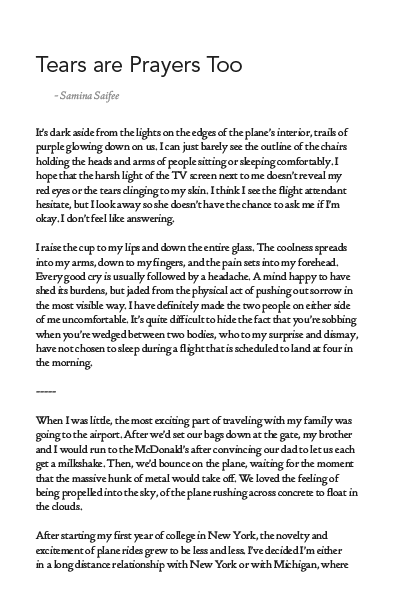 Tears are Prayers Too
- Samina Saifee
It's dark aside from the lights on the edges of the plane's interior, trails of
purple glowing down on us. I can just barely see the outline of the chairs
holding the heads and arms of people sitting or sleeping comfortably. I
hope that the harsh light of the TV screen next to me doesn't reveal my
red eyes or the tears clinging to my skin. I think I see the flight attendant
hesitate, but I look away so she doesn't have the chance to ask me if I'm
okay. I don't feel like answering.
I raise the cup to my lips and down the entire glass. The coolness spreads
into my arms, down to my fingers, and the pain sets into my forehead.
Every good cry is usually followed by a headache. A mind happy to have
shed its burdens, but jaded from the physical act of pushing out sorrow in
the most visible way. I have definitely made the two people on either side
of me uncomfortable. It's quite difficult to hide the fact that you're sobbing
when you're wedged between two bodies, who to my surprise and dismay,
have not chosen to sleep during a flight that is scheduled to land at four in
the morning.
-----
When I was little, the most exciting part of traveling with my family was
going to the airport. After we'd set our bags down at the gate, my brother
and I would run to the McDonald's after convincing our dad to let us each
get a milkshake. Then, we'd bounce on the plane, waiting for the moment
that the massive hunk of metal would take off. We loved the feeling of
being propelled into the sky, of the plane rushing across concrete to float in
the clouds.
After starting my first year of college in New York, the novelty and
excitement of plane rides grew to be less and less. I've decided I'm either
in a long distance relationship with New York or with Michigan, where